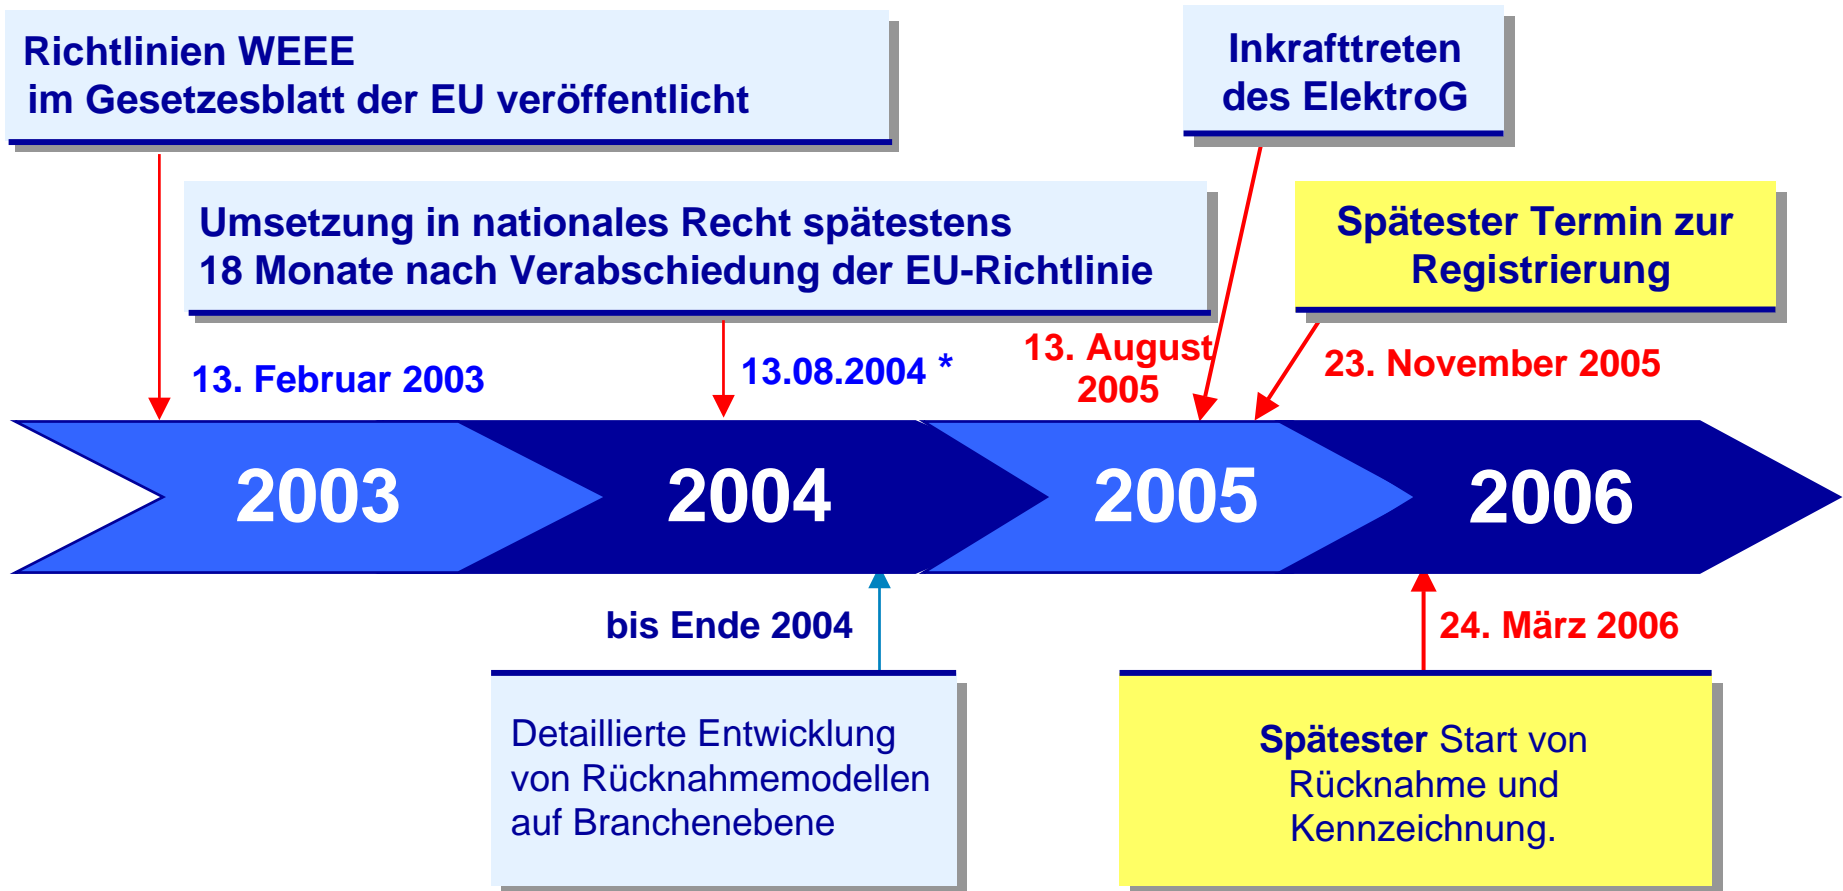 Richtlinien WEEE
im Gesetzesblatt der EU veröffentlicht
Inkrafttreten
des ElektroG
Umsetzung in nationales Recht spätestens
18 Monate nach Verabschiedung der EU-Richtlinie
Spätester Termin zur
Registrierung
13. Februar 2003
13.08.2004 *
13. August
2005
23. November 2005
2003
2004
2005
2006
bis Ende 2004
24. März 2006
Detaillierte Entwicklung
von Rücknahmemodellen
auf Branchenebene
Spätester Start von
Rücknahme und
Kennzeichnung.